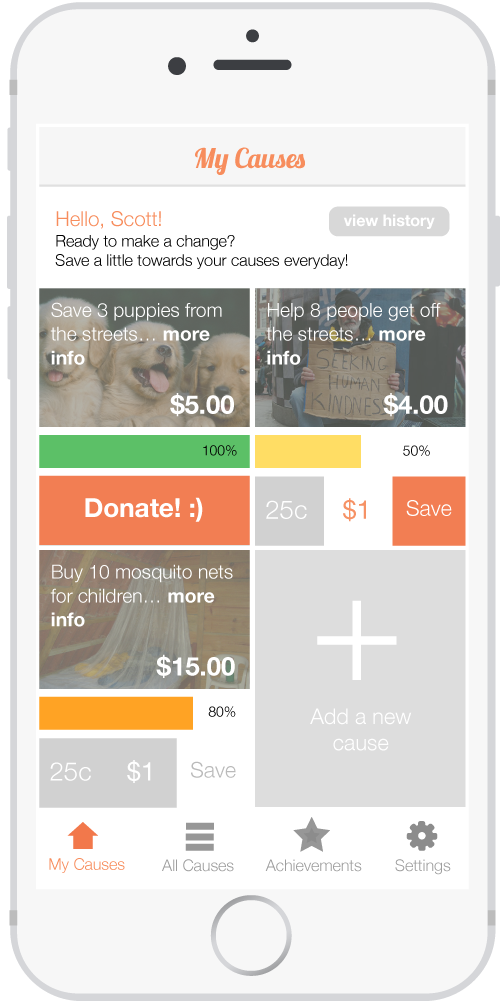 My Causes
Hello, Scott!
view history
Ready to make a change?
Save a little towards your causes everyday!
Save 3 puppies from
the streets... more
info
$5.00
100%
Donate! :)
Help 8 people get off
the streets... more
info
SEEKING
HUMAN
KINDNESS
$4.00
50%
25c
$1
Save
Buy 10 mosquito nets
for children... more
info
$15.00
80%
25c
$1
Save
Add a new
cause
My Causes
All Causes
Achievements
Settings